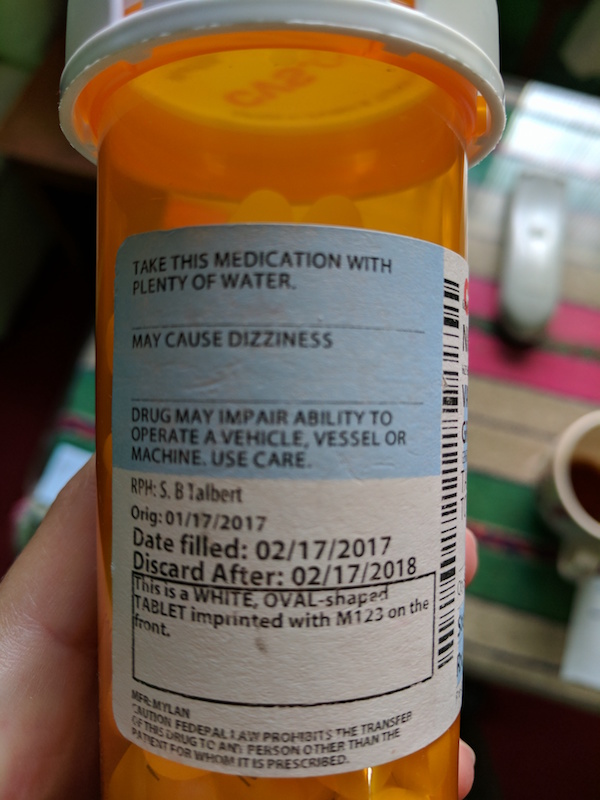 CVS
TAKE THIS MEDICATION WITH
PLENTY OF WATER.
MAY CAUSE DIZZINESS
DRUG MAY IMPAIR ABILITY TO
OPERATE A VEHICLE, VESSEL OR
MACHINE. USE CARE.
RPH: S. B Talbert
Orig: 01/17/2017
Date filled: 02/17/2017
Discard After: 02/17/2018
This is a WHITE, OVAL-shaped
TABLET imprinted with M123 on the
front.
MFR: MYLAN
CAUTION FEDERAL LAW PROHIBITS THE TRANSFER
OF THIS DRUG TO ANY PERSON OTHER THAN THE
PATIENT FOR WHOM IT IS PRESCRIBED.